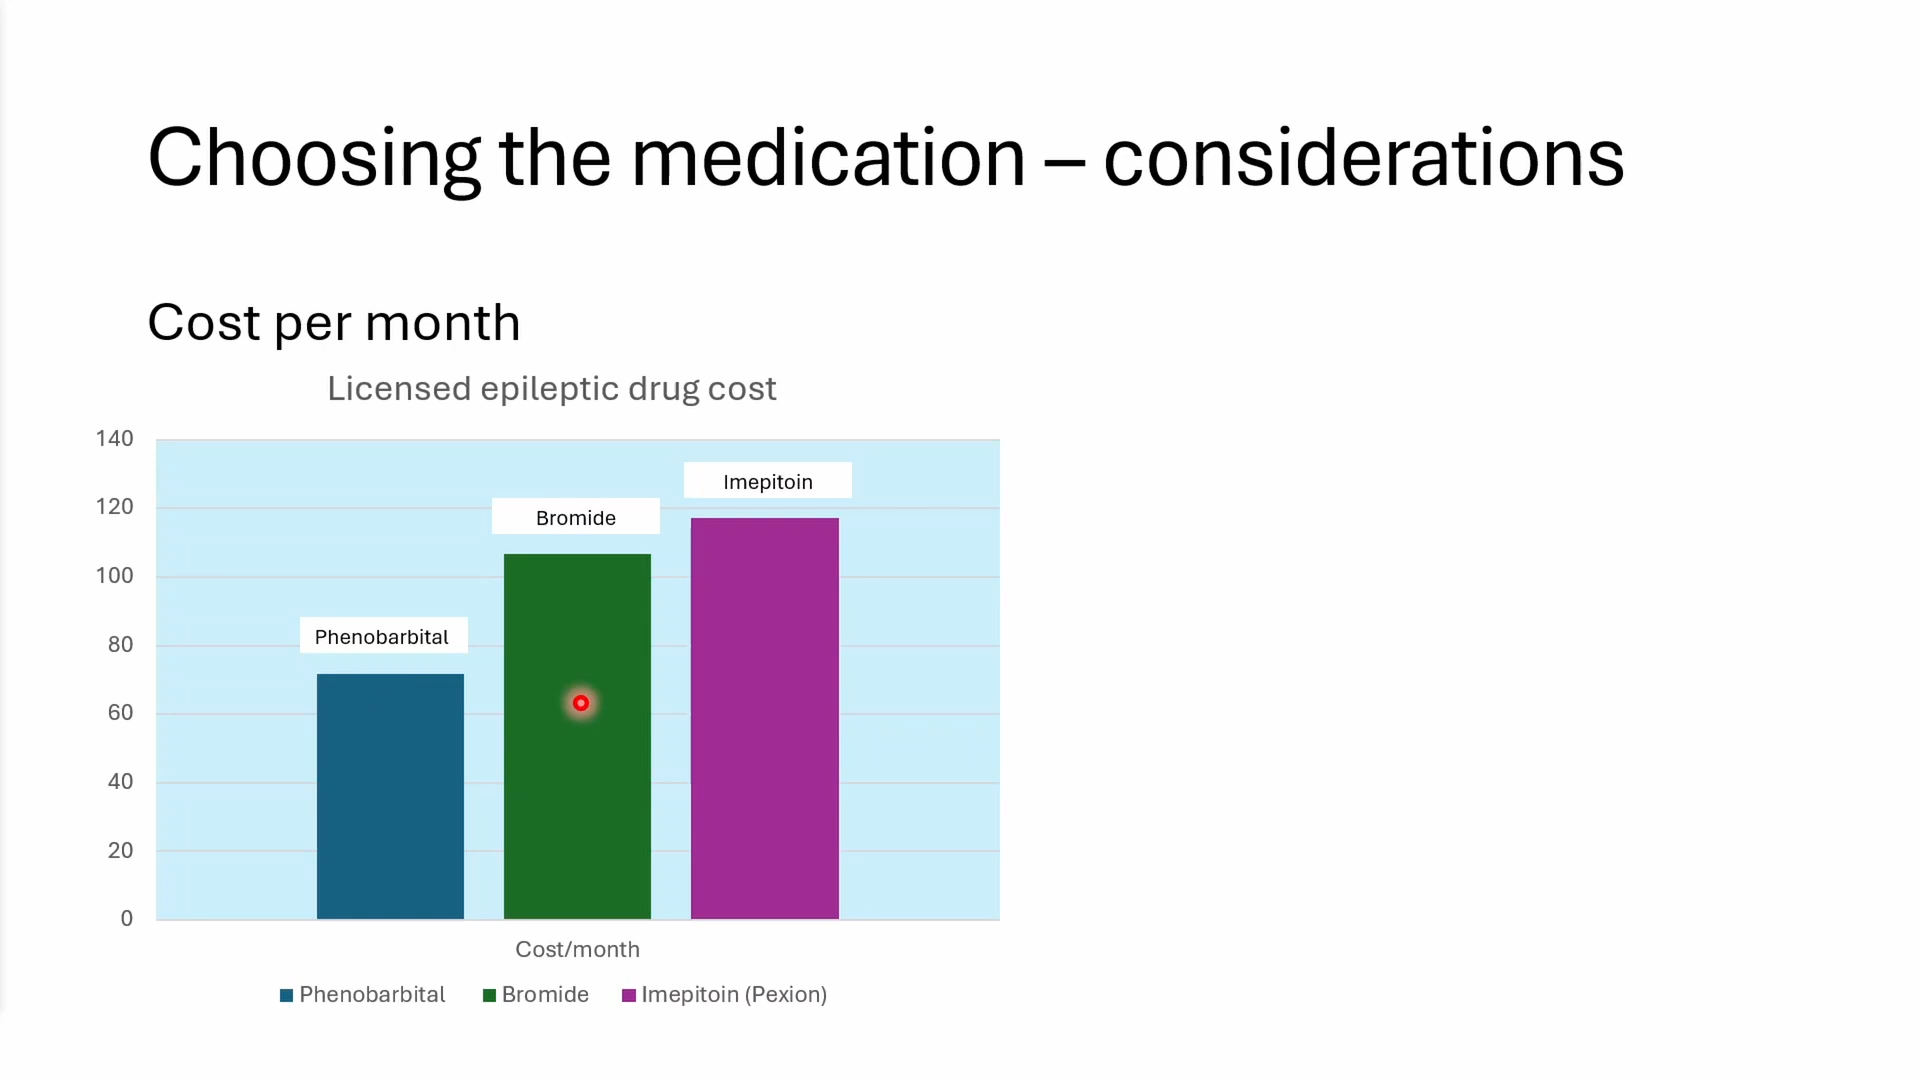 Choosing the medication – considerations
Cost per month
Licensed epileptic drug cost
140
120
100
80
60
40
20
0
Phenobarbital
Bromide
Imepitoin
Cost/month
Phenobarbital Bromide Imepitoin (Pexion)